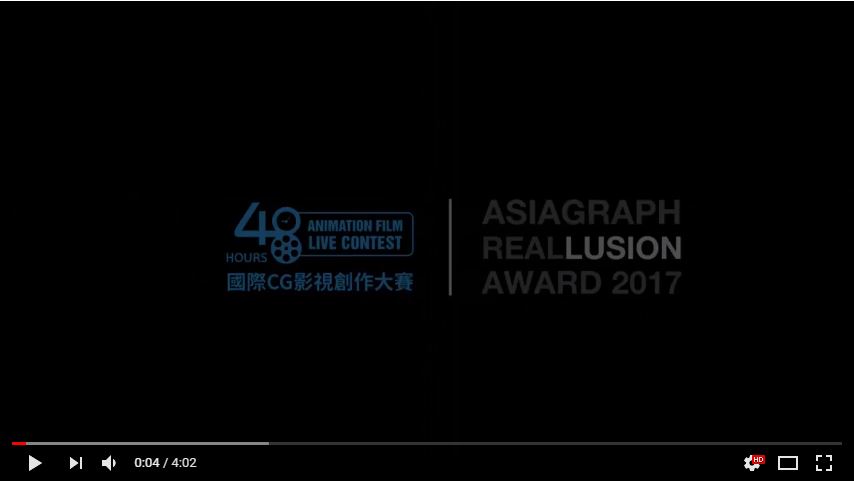 48
HOURS
ANIMATION FILM
LIVE CONTEST
國際CG影視創作大賽
ASIAGRAPH
REALLUSION
AWARD 2017
0:04 / 4:02
HD